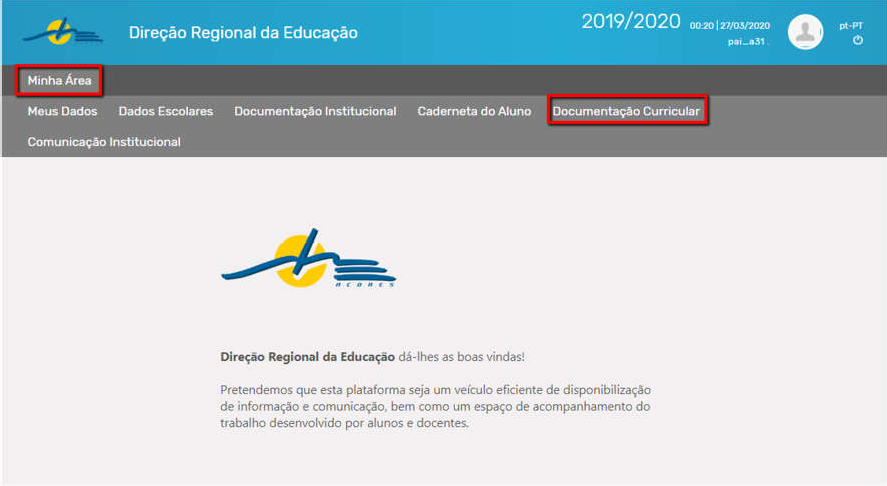 Direção Regional da Educação
2019/2020 00:20 | 27/03/2020
pai_a31 .
pt-PT
Minha Área
Meus Dados Dados Escolares Documentação Institucional Caderneta do Aluno Documentação Curricular
Comunicação Institucional
ACORES
Direção Regional da Educação dá-lhes as boas vindas!
Pretendemos que esta plataforma seja um veículo eficiente de disponibilização
de informação e comunicação, bem como um espaço de acompanhamento do
trabalho desenvolvido por alunos e docentes.